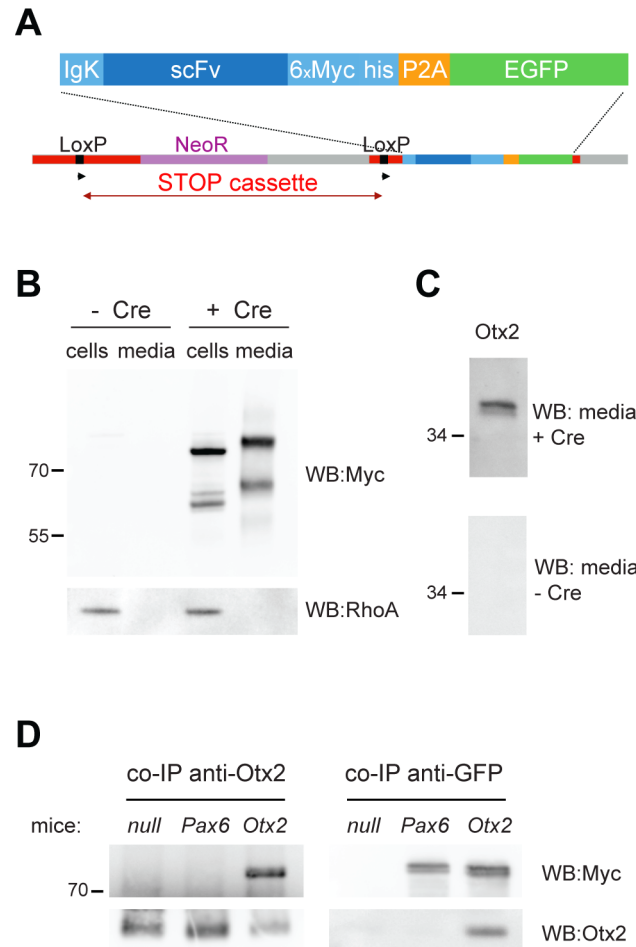 A
IgK scFv 6xMyc his P2A EGFP
LoxP NeoR LoxP
STOP cassette
B
- Cre + Cre
cells media cells media
70
55
WB:Myc
WB:RhoA
C
Otx2
34
WB: media
+ Cre
34
WB: media
- Cre
D
co-IP anti-Otx2 co-IP anti-GFP
mice: null Pax6 Otx2 null Pax6 Otx2
70
WB:Myc
WB:Otx2